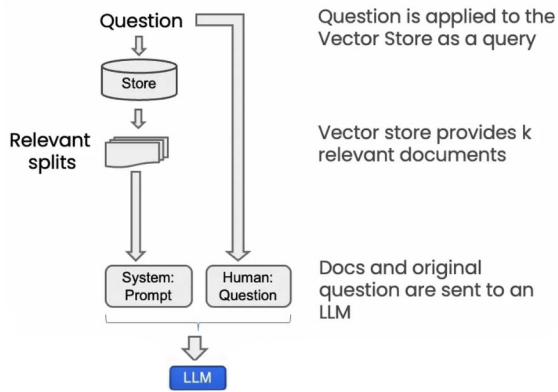 Question
Question is applied to the
Vector Store as a query
Store
Relevant
splits
Vector store provides k
relevant documents
System:
Prompt
Human:
Question
Docs and original
question are sent to an
LLM
LLM